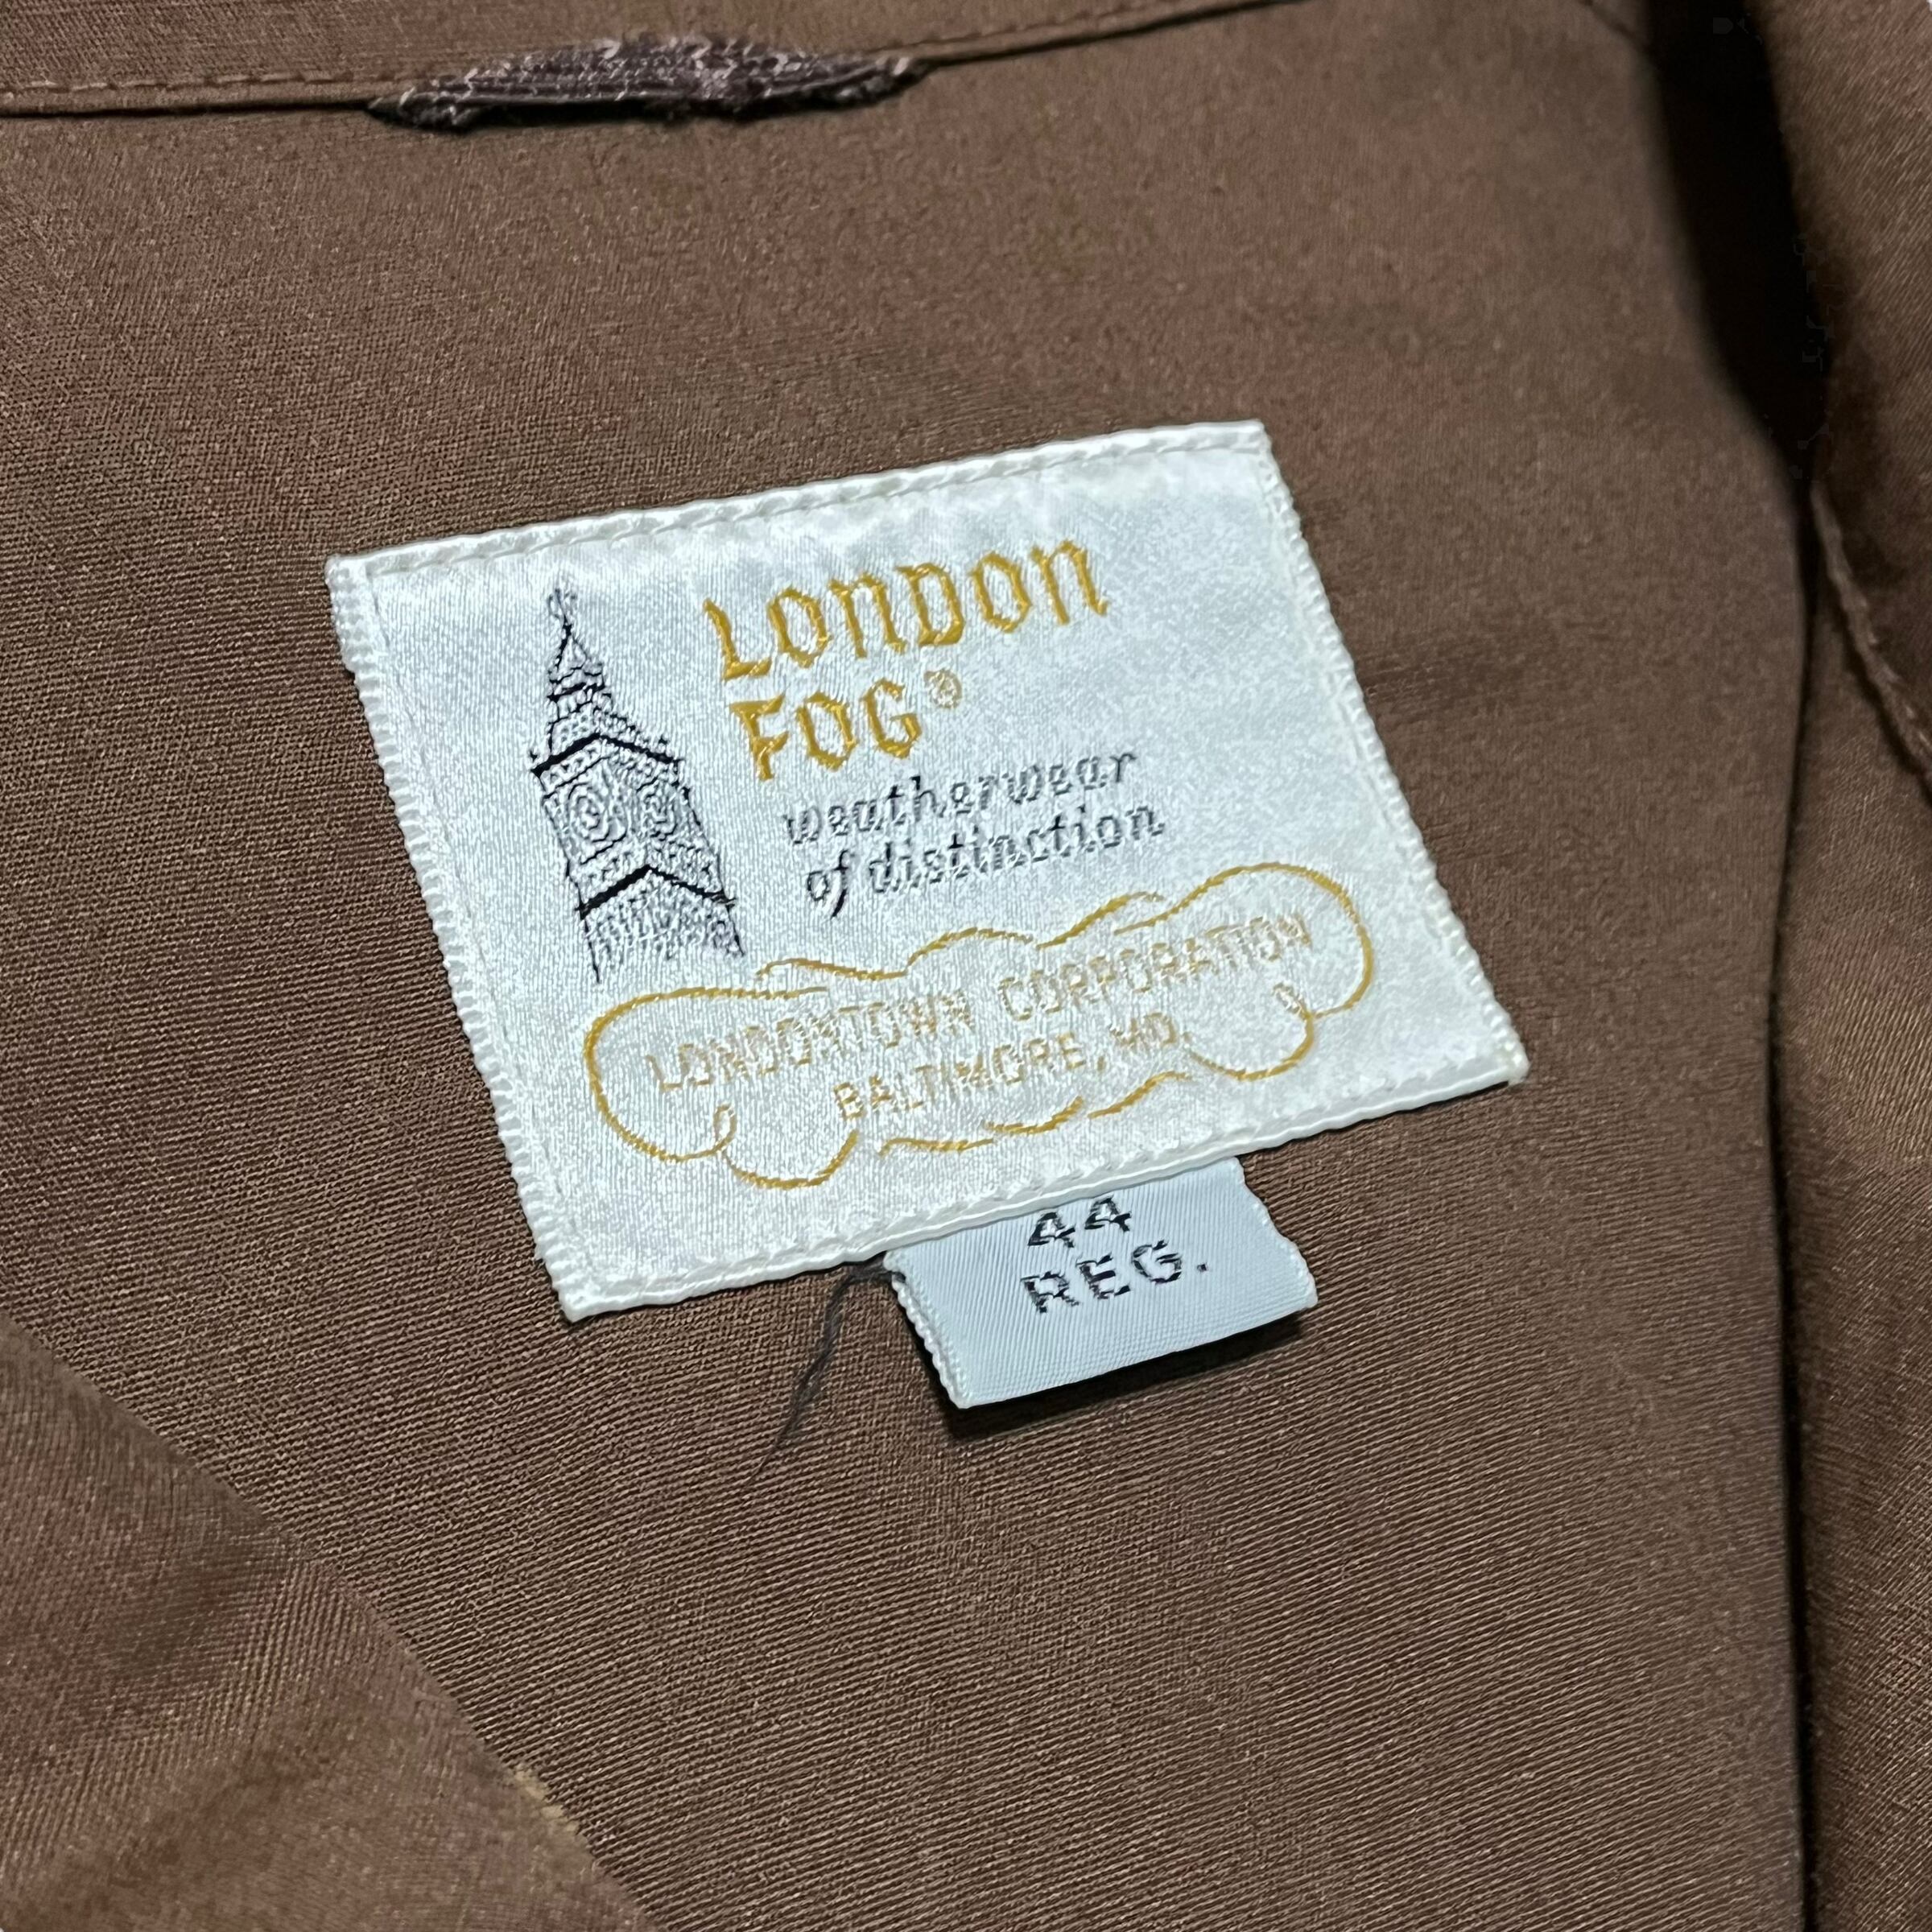 LONDON
FOG®
weatherwear
of distinction
LONDONTOWN CORPORATION
BALTIMORE, MD.
44
REG.